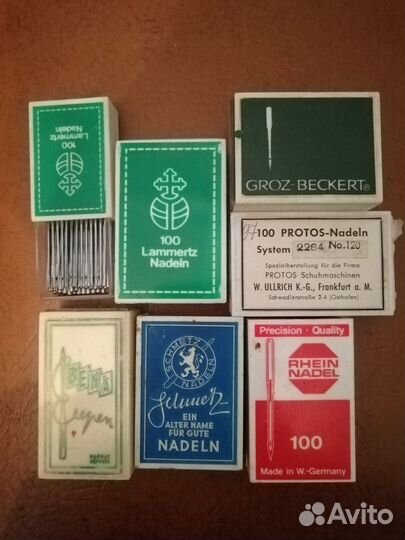 100
Lammertz
Nadeln
100
Lammertz
Nadeln
GROZ-BECKERT®
97
100 PROTOS-Nadeln
System 2264 No. 120
Spezialherstellung für die Firma
PROTOS Schuhmaschinen
W. ULLRICH K.-G., Frankfurt a. M.
Schwedlerstraße 2-4 (Osthafen)
SCHMETZ
NADELN
Schmetz
EIN
ALTER NAME
FÜR GUTE
NADELN
Precision - Quality
RHEIN
NADEL
100
Made in W.-Germany
Avito